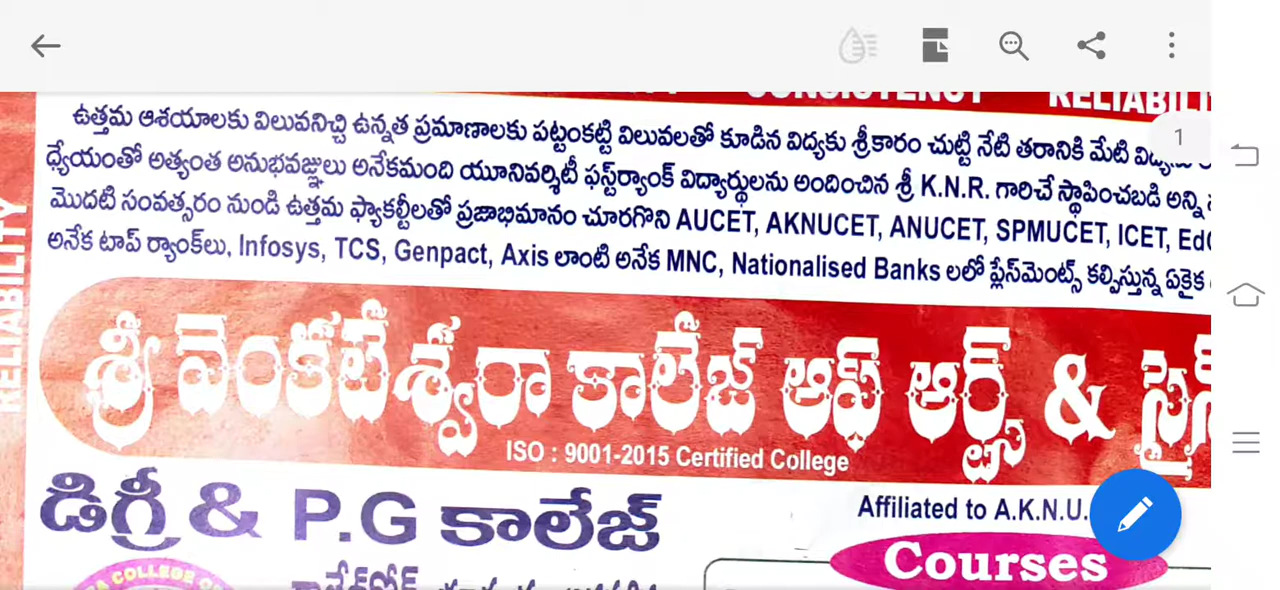 CONSISTENCY RELIABILI
1
ఉత్తమ ఆశయాలకు విలువనిచ్చి ఉన్నత ప్రమాణాలకు పట్టంకట్టి విలువలతో కూడిన విద్యకు శ్రీకారం చుట్టి నేటి తరానికి మేటి
ధ్యేయంతో అత్యంత అనుభవజ్ఞులు అనేకమంది యూనివర్శిటీ ఫస్ట్‌ర్యాంక్ విద్యార్థులను అందించిన శ్రీ K.N.R. గారిచే స్థాపించబడి అన్ని
మొదటి సంవత్సరం నుండి ఉత్తమ ఫ్యాకల్టీలతో ప్రజాభిమానం చూరగొని AUCET, AKNUCET, ANUCET, SPMUCET, ICET,
అనేక టాప్ ర్యాంక్‌లు, Infosys, TCS, Genpact, Axis లాంటి అనేక MNC, Nationalised Banks లలో ప్లేస్‌మెంట్స్ కల్పిస్తున్న ఏకైక
RELIABILITY
శ్రీ వెంకటేశ్వరా కాలేజ్ ఆఫ్ ఆర్ట్స్ &
ISO : 9001-2015 Certified College
డిగ్రీ & P.G కాలేజ్
Affiliated to A.K.N.U.
Courses
COLLEGE